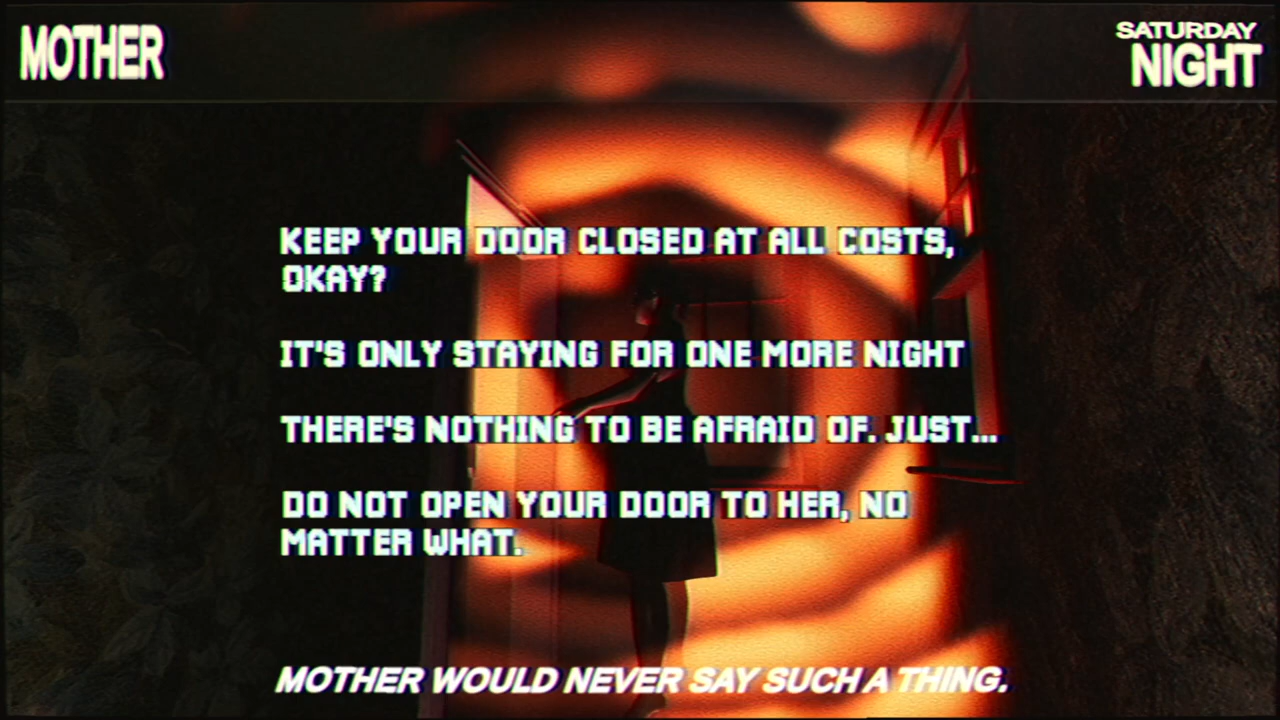 MOTHER
SATURDAY
NIGHT
KEEP YOUR DOOR CLOSED AT ALL COSTS,
OKAY?
IT'S ONLY STAYING FOR ONE MORE NIGHT
THERE'S NOTHING TO BE AFRAID OF. JUST...
DO NOT OPEN YOUR DOOR TO HER, NO
MATTER WHAT.
MOTHER WOULD NEVER SAY SUCH A THING.